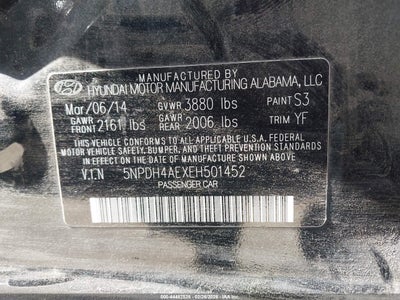 HYUNDAI MOTOR MANUFACTURING ALABAMA, LLC
Mar/06/14 GVWR 3880 lbs PAINT S3
GAWR FRONT 2161 lbs GAWR REAR 2006 lbs TRIM YF
THIS VEHICLE CONFORMS TO ALL APPLICABLE U.S.A. FEDERAL
MOTOR VEHICLE SAFETY, BUMPER, AND THEFT PREVENTION
STANDARDS IN EFFECT ON THE DATE OF MANUFACTURE SHOWN ABOVE.
V.I.N 5NPDH4AEXEH501452
PASSENGER CAR